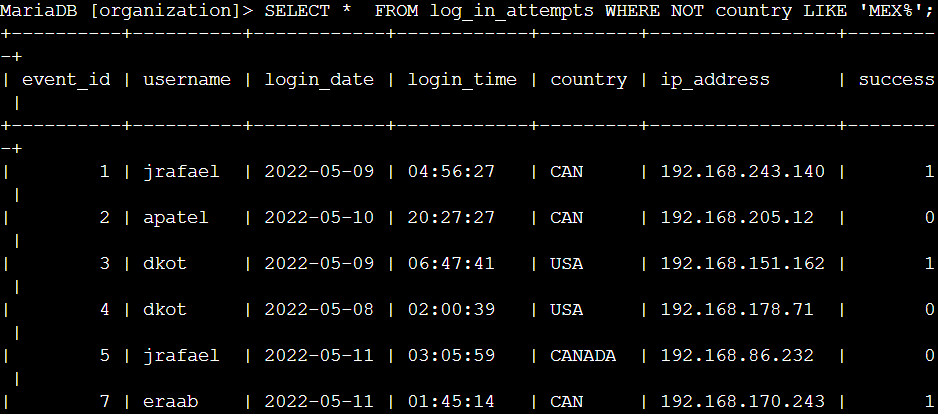 MariaDB [organization]> SELECT *  FROM log_in_attempts WHERE NOT country LIKE 'MEX%';
+----------+----------+------------+------------+---------+-----------------+--------
-+
| event_id | username | login_date | login_time | country | ip_address      | success
 |
+----------+----------+------------+------------+---------+-----------------+--------
-+
|        1 | jrafael  | 2022-05-09 | 04:56:27   | CAN     | 192.168.243.140 |       1
 |
|        2 | apatel   | 2022-05-10 | 20:27:27   | CAN     | 192.168.205.12  |       0
 |
|        3 | dkot     | 2022-05-09 | 06:47:41   | USA     | 192.168.151.162 |       1
 |
|        4 | dkot     | 2022-05-08 | 02:00:39   | USA     | 192.168.178.71  |       0
 |
|        5 | jrafael  | 2022-05-11 | 03:05:59   | CANADA  | 192.168.86.232  |       0
 |
|        7 | eraab    | 2022-05-11 | 01:45:14   | CAN     | 192.168.170.243 |       1